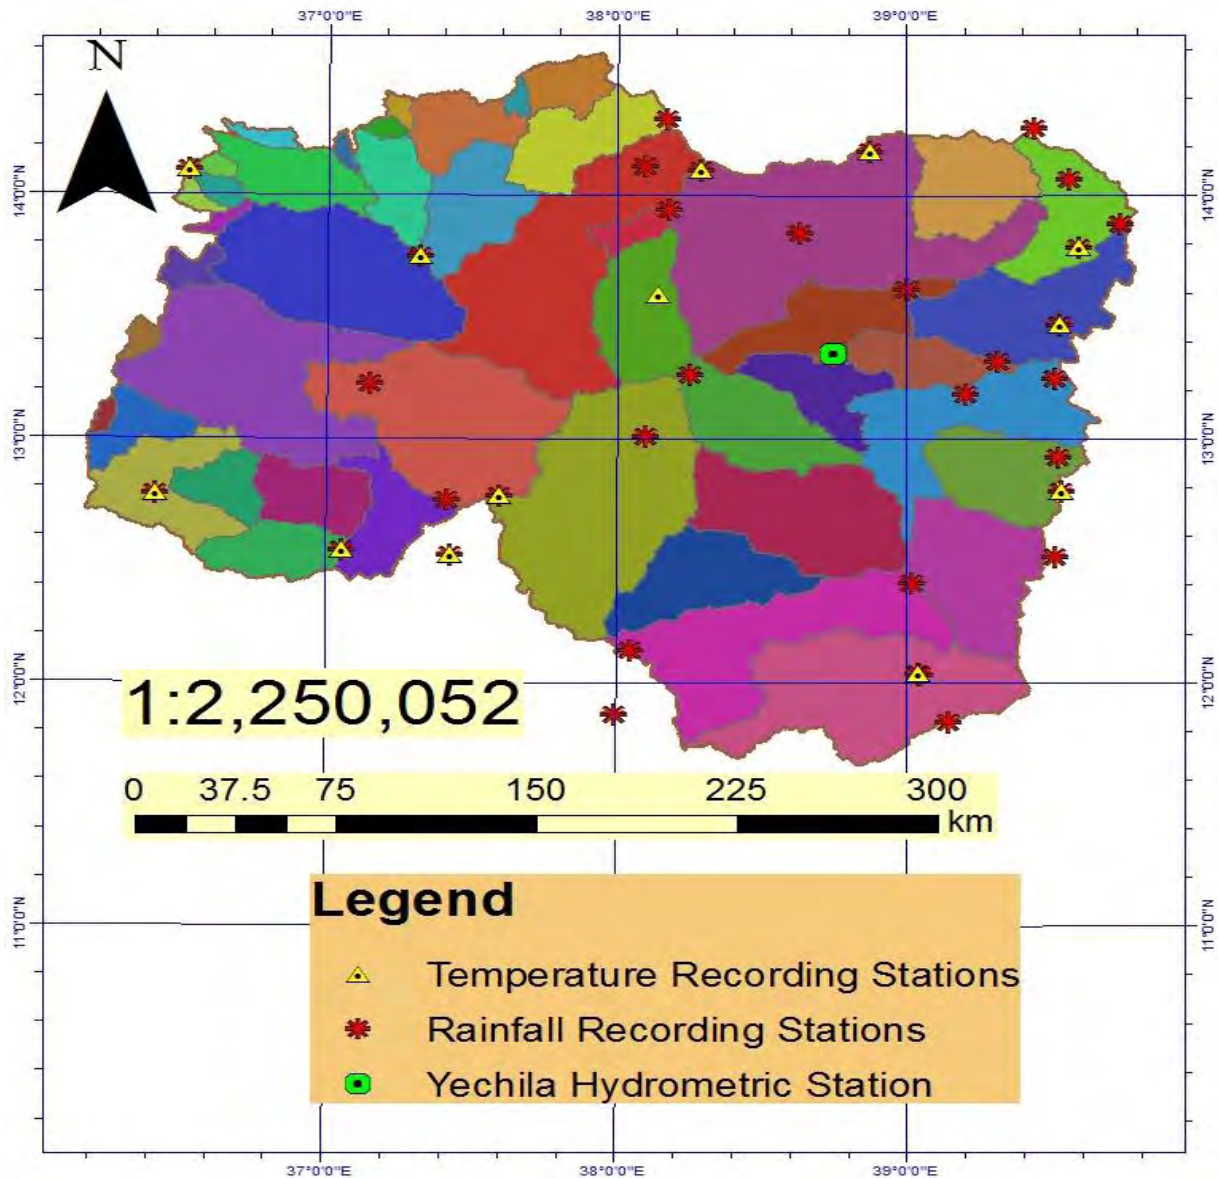 37°0'0"E 38°0'0"E 39°0'0"E
N
14°0'0"N 14°0'0"N
13°0'0"N 13°0'0"N
12°0'0"N 12°0'0"N
1:2,250,052
0 37.5 75 150 225 300
km
Legend
11°0'0"N 11°0'0"N
Temperature Recording Stations
Rainfall Recording Stations
Yechila Hydrometric Station
37°0'0"E 38°0'0"E 39°0'0"E